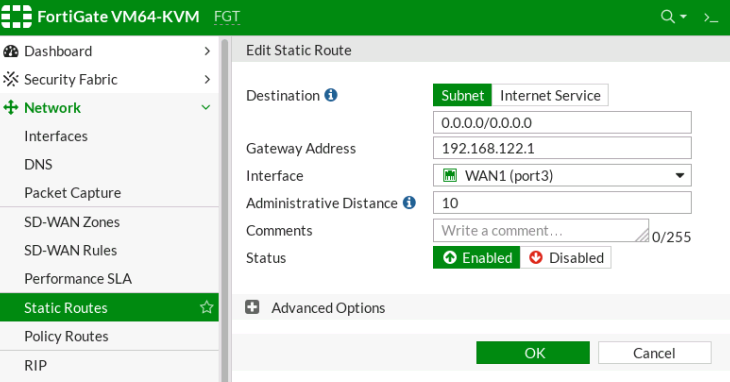 FortiGate VM64-KVM FGT
>_
Dashboard
Security Fabric
Network
Interfaces
DNS
Packet Capture
SD-WAN Zones
SD-WAN Rules
Performance SLA
Static Routes
Policy Routes
RIP
Edit Static Route
Destination Subnet Internet Service
0.0.0.0/0.0.0.0
Gateway Address 192.168.122.1
Interface WAN1 (port3)
Administrative Distance 10
Comments Write a comment... 0/255
Status Enabled Disabled
Advanced Options
OK Cancel